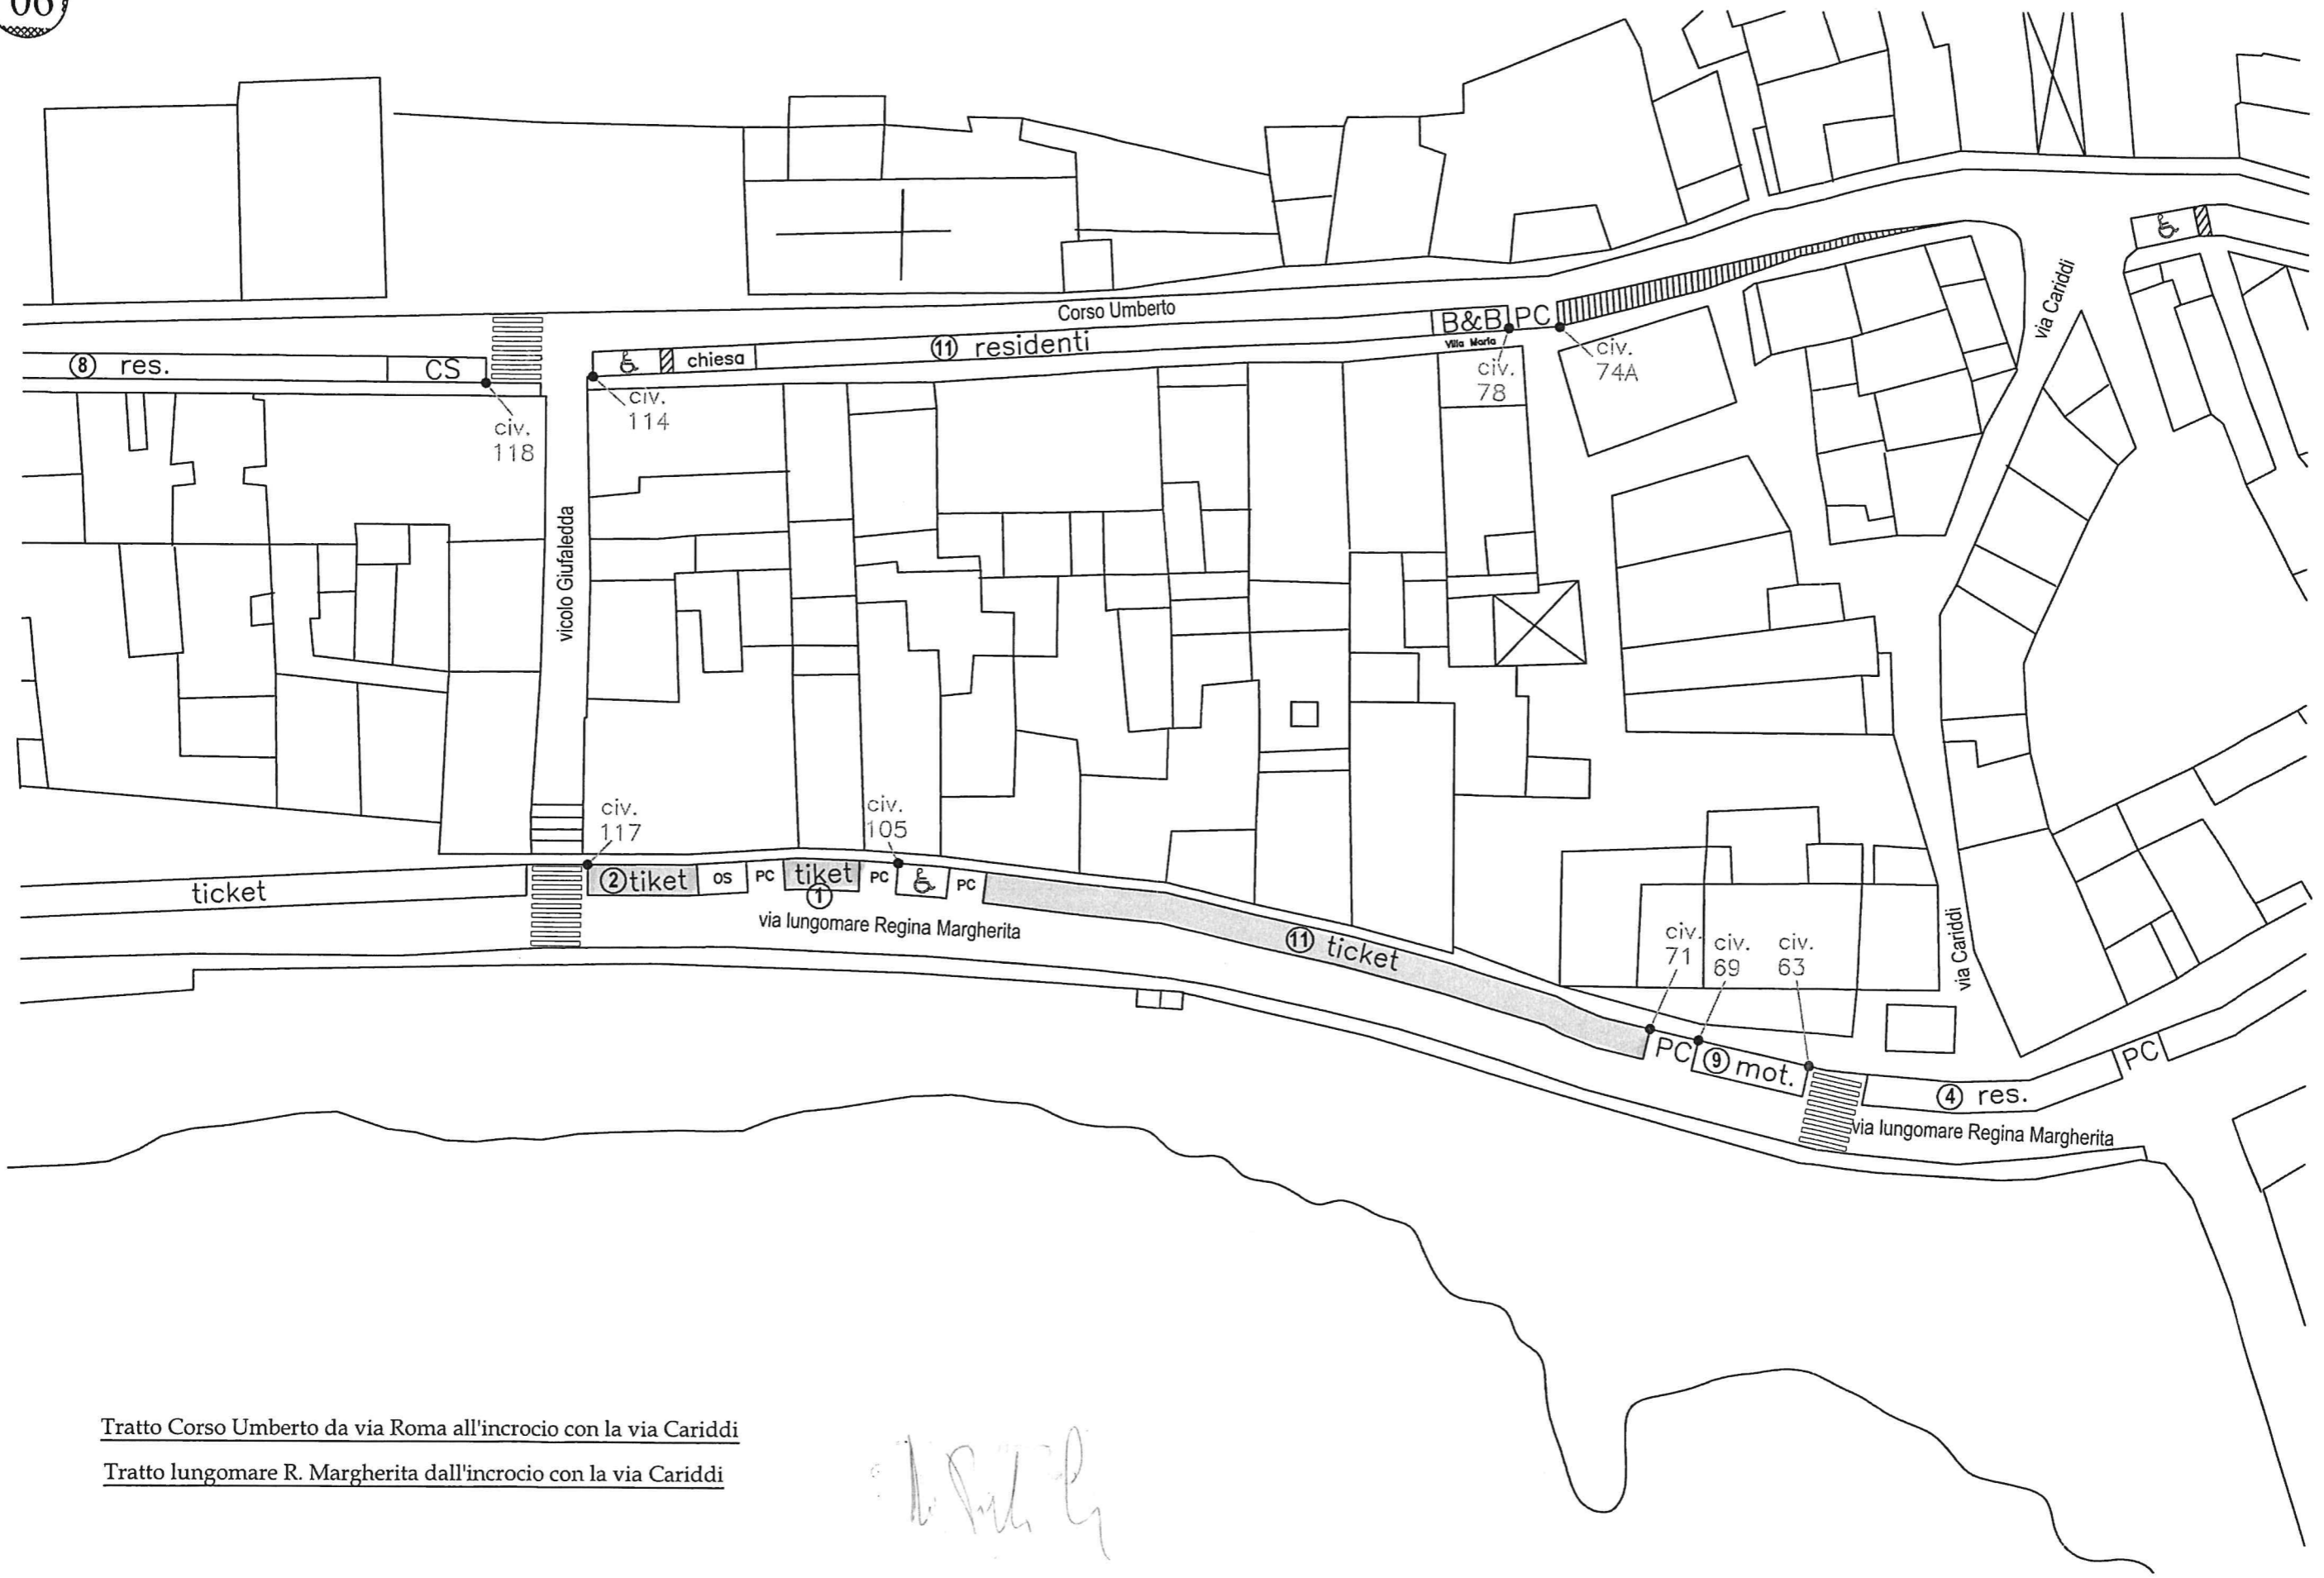 06
Corso Umberto
8 res.
CS
chiesa
11 residenti
B&B
PC
Villa Maria
civ.
118
civ.
114
civ.
78
civ.
74A
via Cariddi
vicolo Giufaledda
civ.
117
civ.
105
ticket
2 tiket
os
PC
tiket
1
PC
PC
via lungomare Regina Margherita
11 ticket
civ.
71
civ.
69
civ.
63
via Cariddi
PC
9 mot.
4 res.
PC
via lungomare Regina Margherita
Tratto Corso Umberto da via Roma all'incrocio con la via Cariddi
Tratto lungomare R. Margherita dall'incrocio con la via Cariddi